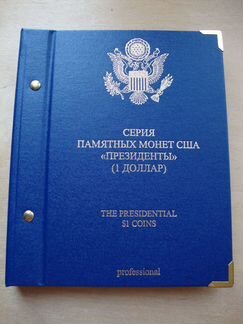 СЕРИЯ
ПАМЯТНЫХ МОНЕТ США
«ПРЕЗИДЕНТЫ»
(1 ДОЛЛАР)
THE PRESIDENTIAL
$1 COINS
professional